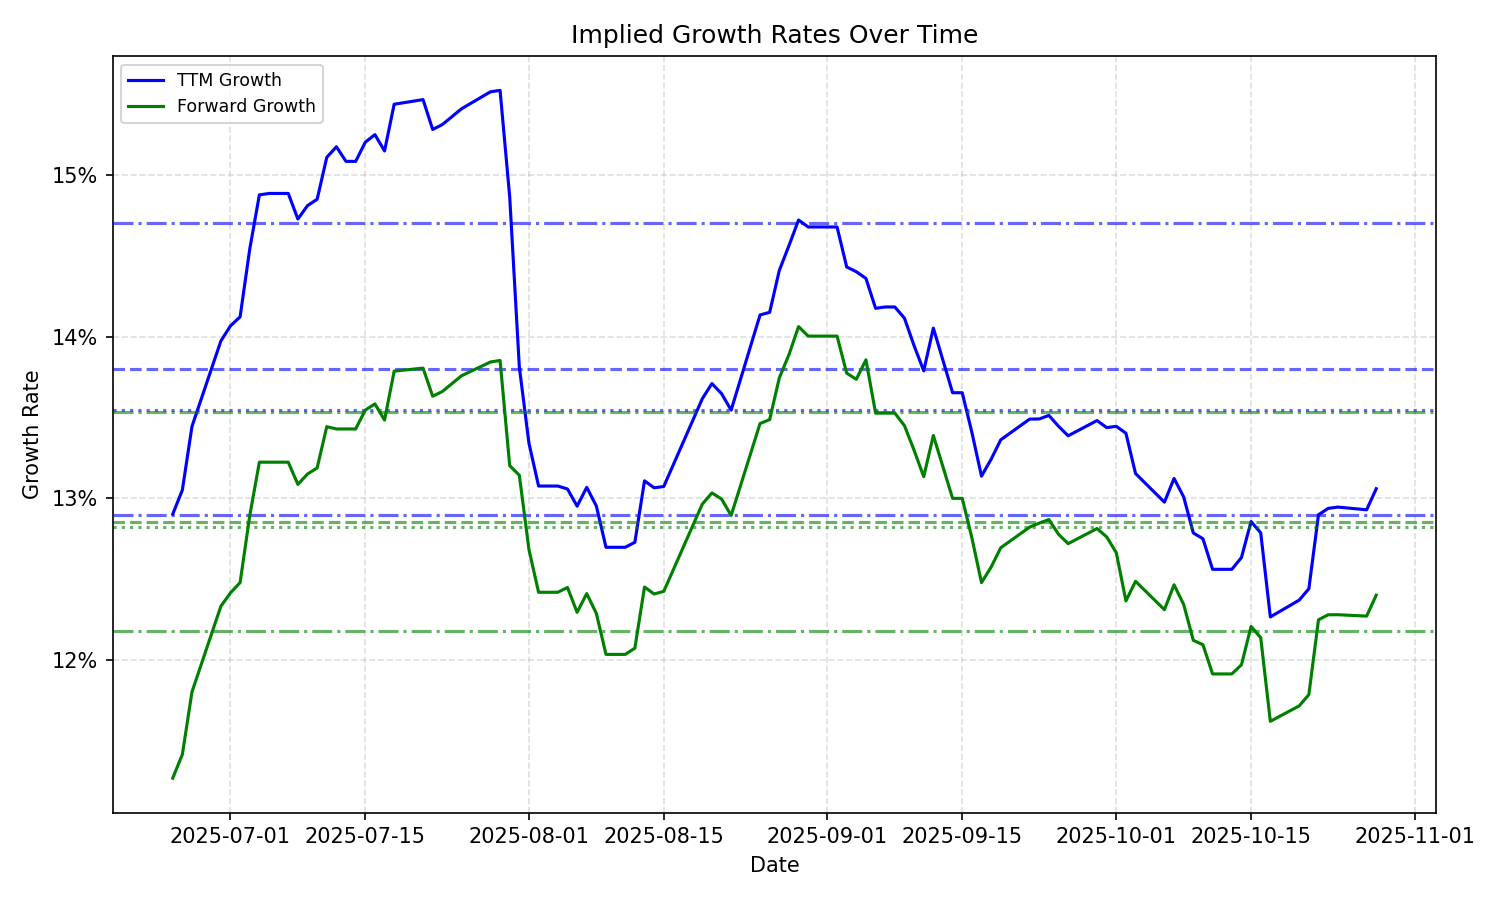 Implied Growth Rates Over Time
TTM Growth
Forward Growth
15%
14%
13%
12%
Growth Rate
2025-07-01 2025-07-15 2025-08-01 2025-08-15 2025-09-01 2025-09-15 2025-10-01 2025-10-15 2025-11-01
Date